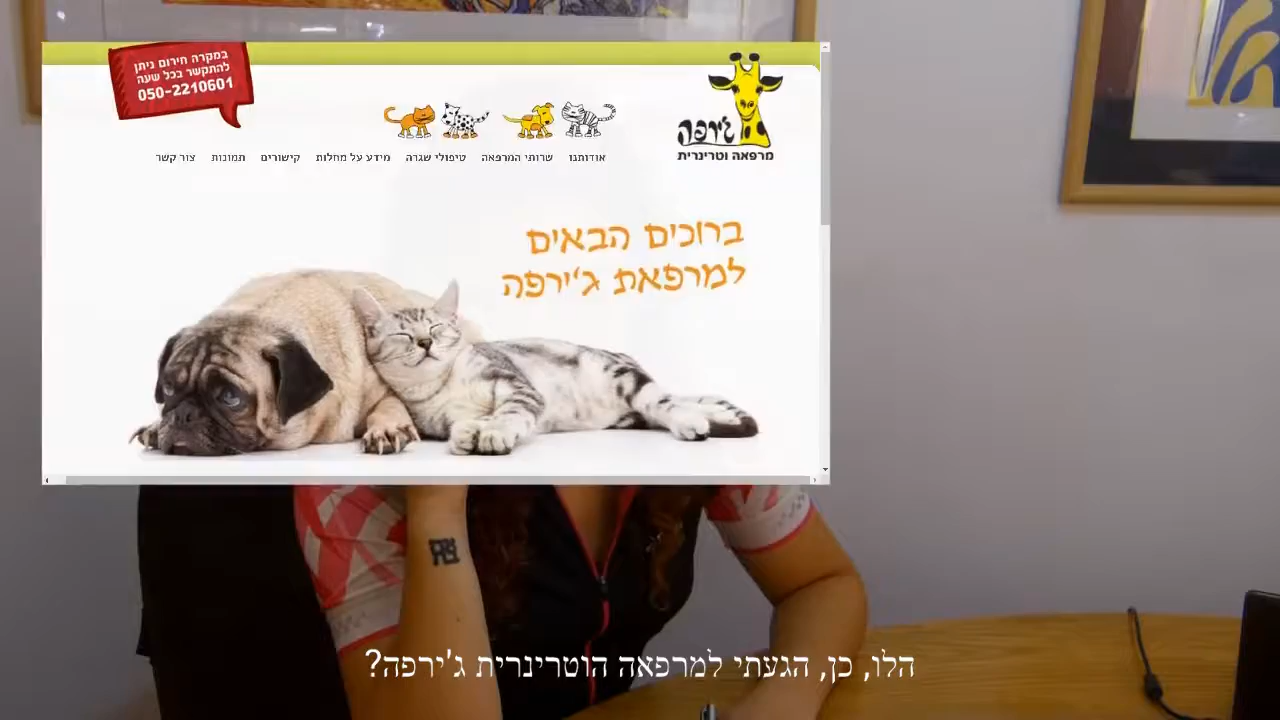 במקרה חירום ניתן
להתקשר בכל שעה
050-2210601
ג'ירפה
מרפאה וטרינרית
אודותנו
שרותי המרפאה
טיפולי שגרה
מידע על מחלות
קישורים
תמונות
צור קשר
ברוכים הבאים
למרפאת ג'ירפה
הלו, כן, הגעתי למרפאה הוטרינרית ג'ירפה?